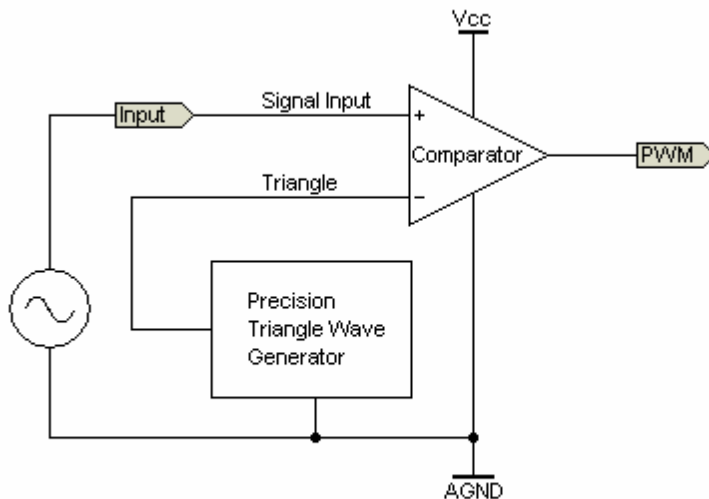 Vcc
Input
Signal Input
+
Comparator
PWM
Triangle
−
Precision
Triangle Wave
Generator
AGND